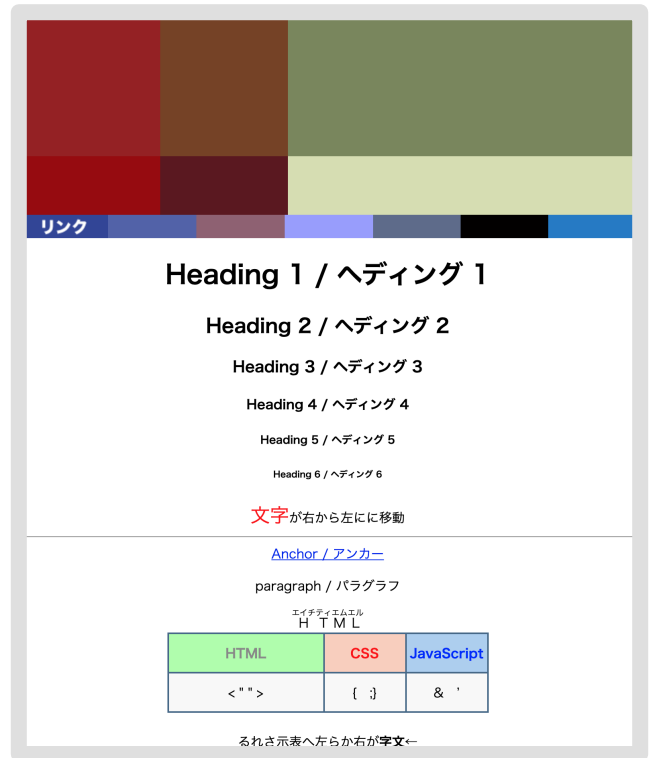 リンク
Heading 1 / ヘディング 1
Heading 2 / ヘディング 2
Heading 3 / ヘディング 3
Heading 4 / ヘディング 4
Heading 5 / ヘディング 5
Heading 6 / ヘディング 6
文字が右から左にに移動
Anchor / アンカー
paragraph / パラグラフ
エイチティエムエル
ＨＴＭＬ
HTML CSS JavaScript
< " " > { ;} & '
るれさ示表へ左らか右が字文←